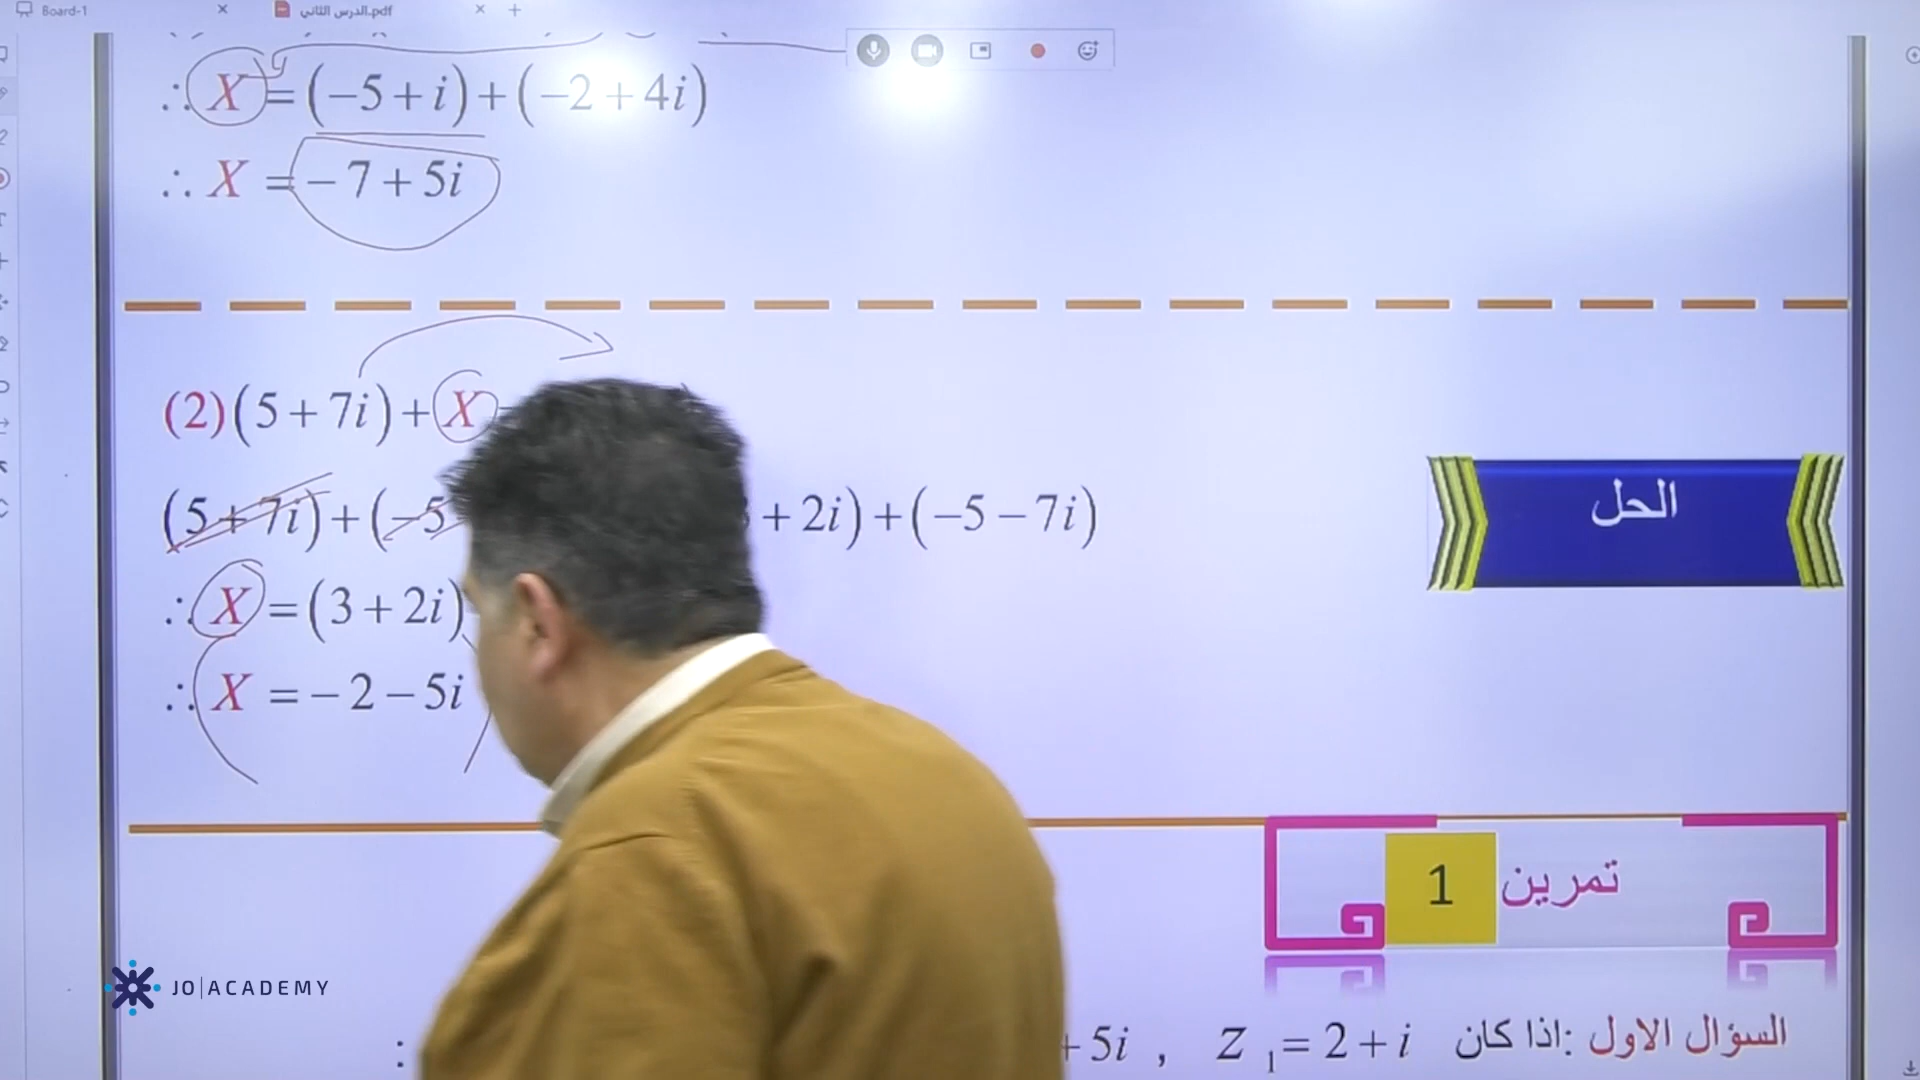 Board-1
الدرس الثاني.pdf
∴ X = (−5 + i) + (−2 + 4i)
∴ X = − 7 + 5i
(2)(5 + 7i) + X
(5 + 7i) + (−5 + 2i) + (−5 − 7i)
∴ X = (3 + 2i)
∴ X = − 2 − 5i
الحل
تمرين 1
السؤال الاول :اذا كان Z 1 = 2 + i , + 5i :
JO|ACADEMY